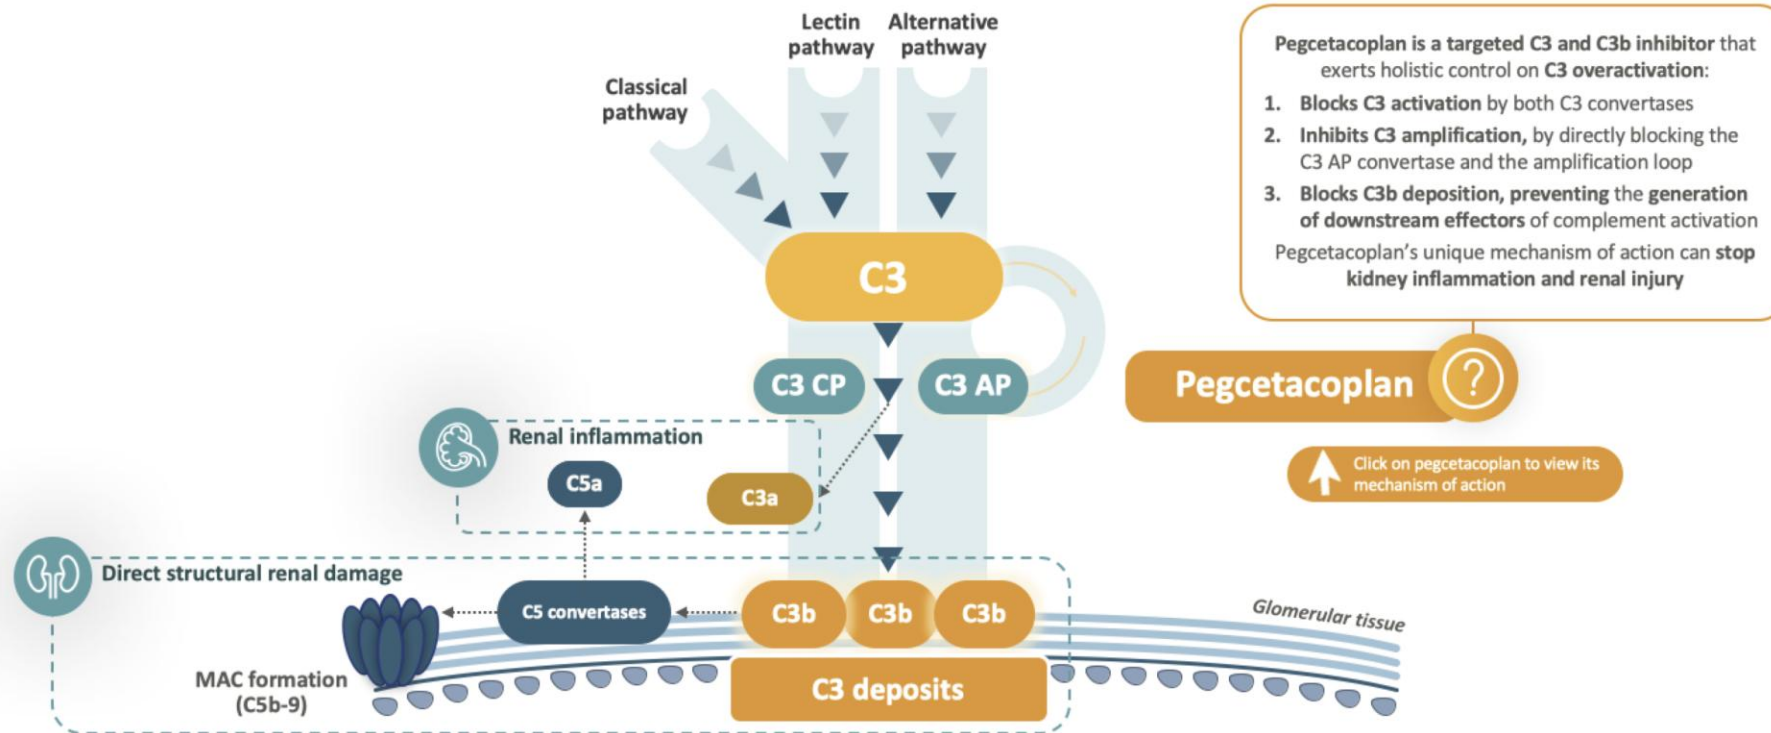 Lectin pathway
Alternative pathway
Classical pathway
C3
C3 CP
C3 AP
Renal inflammation
C5a
C3a
Direct structural renal damage
C5 convertases
C3b
C3b
C3b
Glomerular tissue
MAC formation
(C5b-9)
C3 deposits
Pegcetacoplan is a targeted C3 and C3b inhibitor that
exerts holistic control on C3 overactivation:
1. Blocks C3 activation by both C3 convertases
2. Inhibits C3 amplification, by directly blocking the
C3 AP convertase and the amplification loop
3. Blocks C3b deposition, preventing the generation
of downstream effectors of complement activation
Pegcetacoplan's unique mechanism of action can stop
kidney inflammation and renal injury
Pegcetacoplan
?
Click on pegcetacoplan to view its
mechanism of action